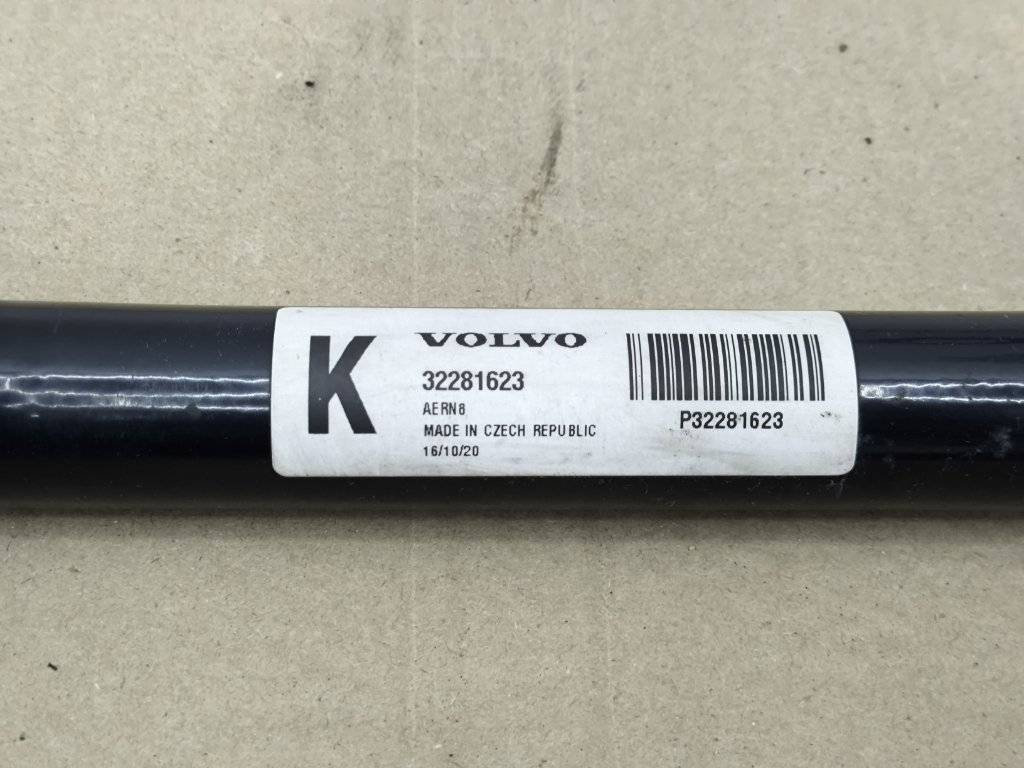 K
VOLVO
32281623
AERN8
MADE IN CZECH REPUBLIC
16/10/20
P32281623